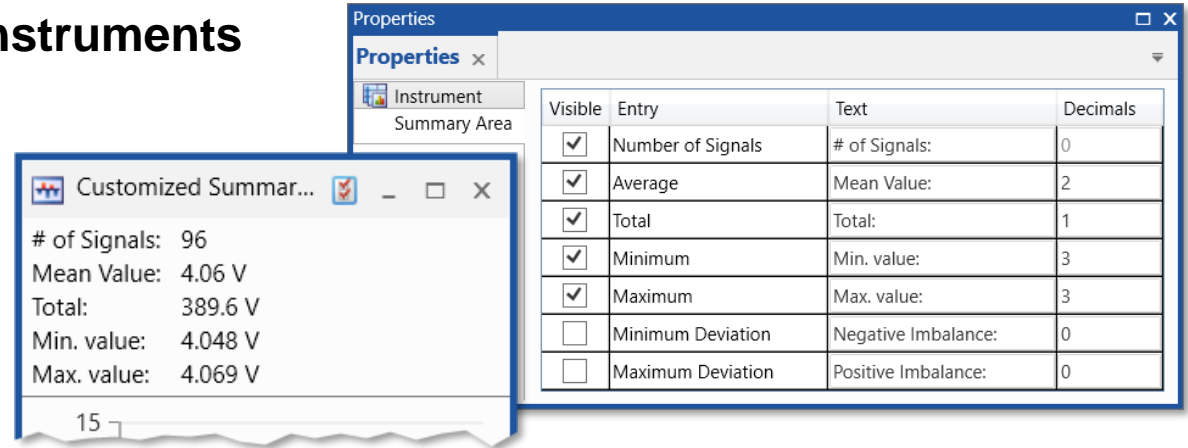 nstruments
Properties
Properties
Instrument
Summary Area
Visible Entry Text Decimals
Number of Signals # of Signals: 0
Average Mean Value: 2
Total Total: 1
Minimum Min. value: 3
Maximum Max. value: 3
Minimum Deviation Negative Imbalance: 0
Maximum Deviation Positive Imbalance: 0
Customized Summar...
# of Signals: 96
Mean Value: 4.06 V
Total: 389.6 V
Min. value: 4.048 V
Max. value: 4.069 V
15